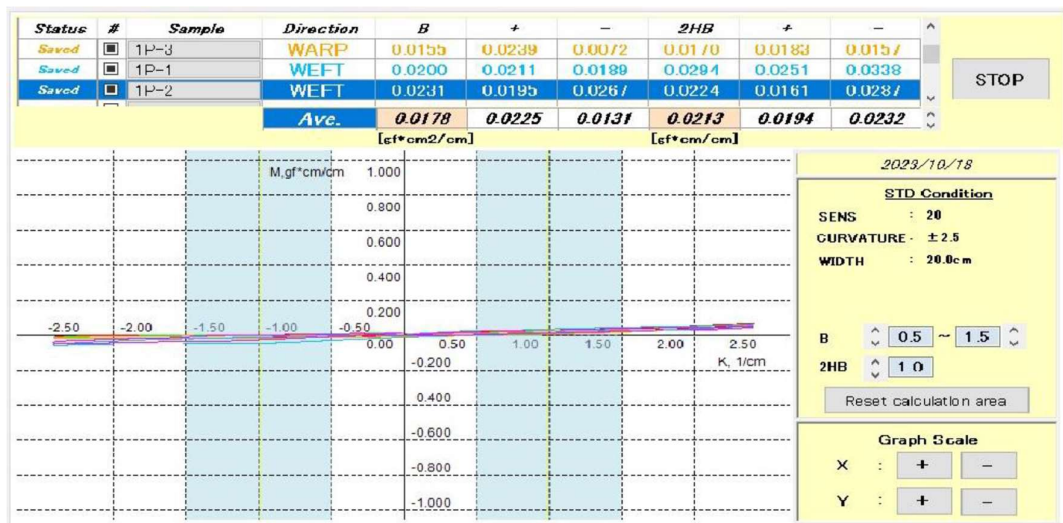 Status # Sample Direction B + - 2HB + -
Saved 1P-3 WARP 0.0155 0.0239 0.0072 0.0170 0.0183 0.0157
Saved 1P-1 WEFT 0.0200 0.0211 0.0189 0.0294 0.0251 0.0338
Saved 1P-2 WEFT 0.0231 0.0195 0.0267 0.0224 0.0161 0.0287
Ave. 0.0178 0.0225 0.0131 0.0213 0.0194 0.0232
[gf*cm2/cm] [gf*cm/cm]
STOP
M,gf*cm/cm 1.000
0.800
0.600
0.400
0.200
-2.50 -2.00 -1.50 -1.00 -0.50
0.00 0.50 1.00 1.50 2.00 2.50
-0.200 K, 1/cm
0.400
-0.600
-0.800
-1.000
2023/10/18
STD Condition
SENS : 20
CURVATURE · ±2.5
WIDTH : 20.0cm
B 0.5 ~ 1.5
2HB 1 0
Reset calculation area
Graph Scale
X : + -
Y : + -